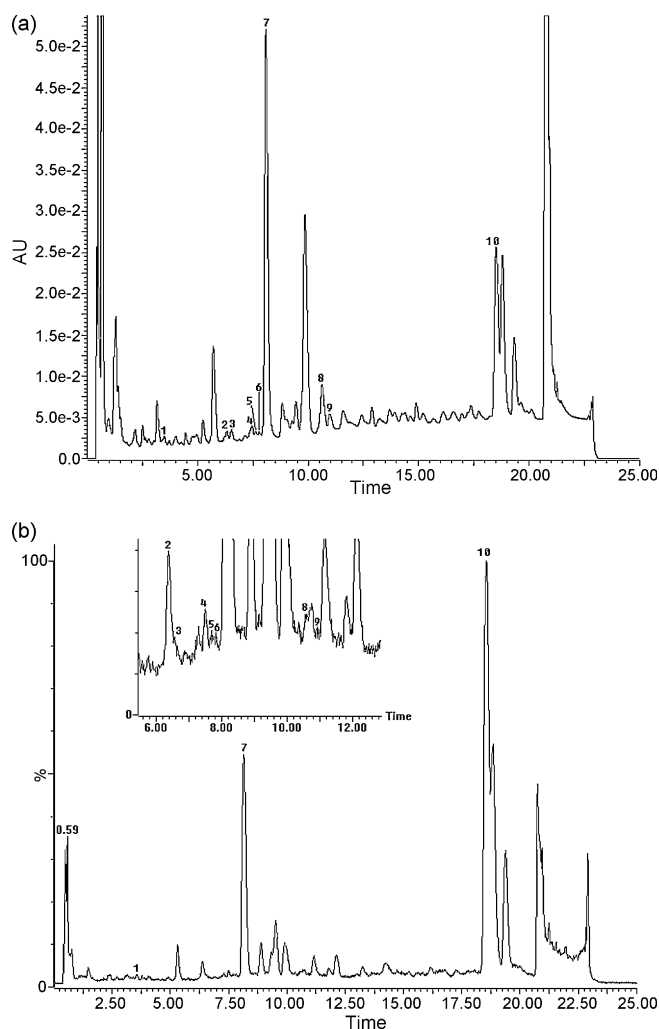 (a)
7
5.0e-2
4.5e-2
4.0e-2
3.5e-2
3.0e-2
AU
2.5e-2
10
2.0e-2
1.5e-2
1.0e-2
5 6 8
5.0e-3
1 2 3 4 9
0.0
5.00 10.00 15.00 20.00 25.00
Time
(b)
100
2
10
4
3 5 6 8 9
0
Time
6.00 8.00 10.00 12.00
7
%
0.59
1
0
2.50 5.00 7.50 10.00 12.50 15.00 17.50 20.00 22.50 25.00
Time